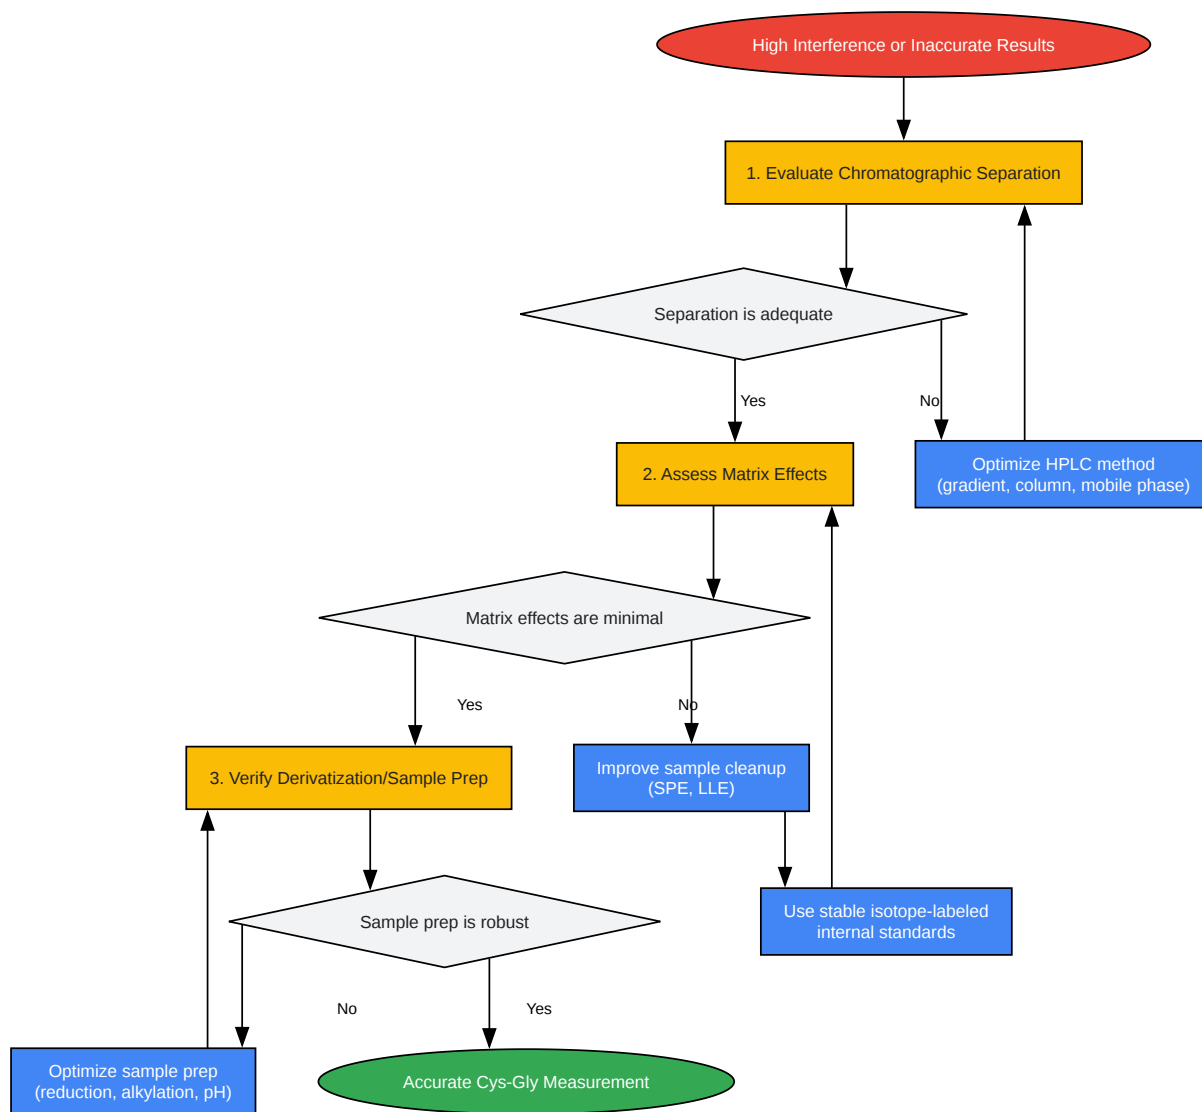 High Interference or Inaccurate Results
1. Evaluate Chromatographic Separation
Separation is adequate
Yes
No
2. Assess Matrix Effects
Optimize HPLC method
(gradient, column, mobile phase)
Matrix effects are minimal
Yes
No
3. Verify Derivatization/Sample Prep
Improve sample cleanup
(SPE, LLE)
Sample prep is robust
Use stable isotope-labeled
internal standards
No
Yes
Optimize sample prep
(reduction, alkylation, pH)
Accurate Cys-Gly Measurement